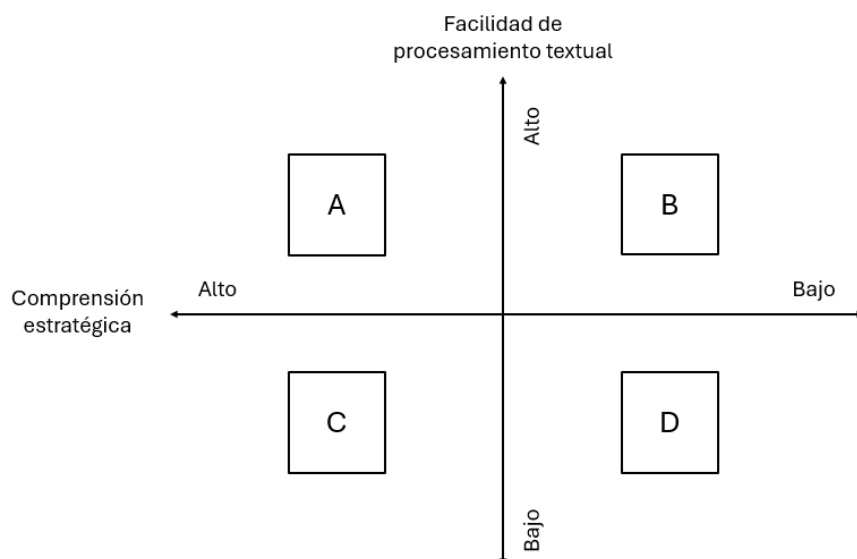 Facilidad de
procesamiento textual
Alto
A
B
Comprensión
estratégica
Alto
Bajo
C
D
Bajo